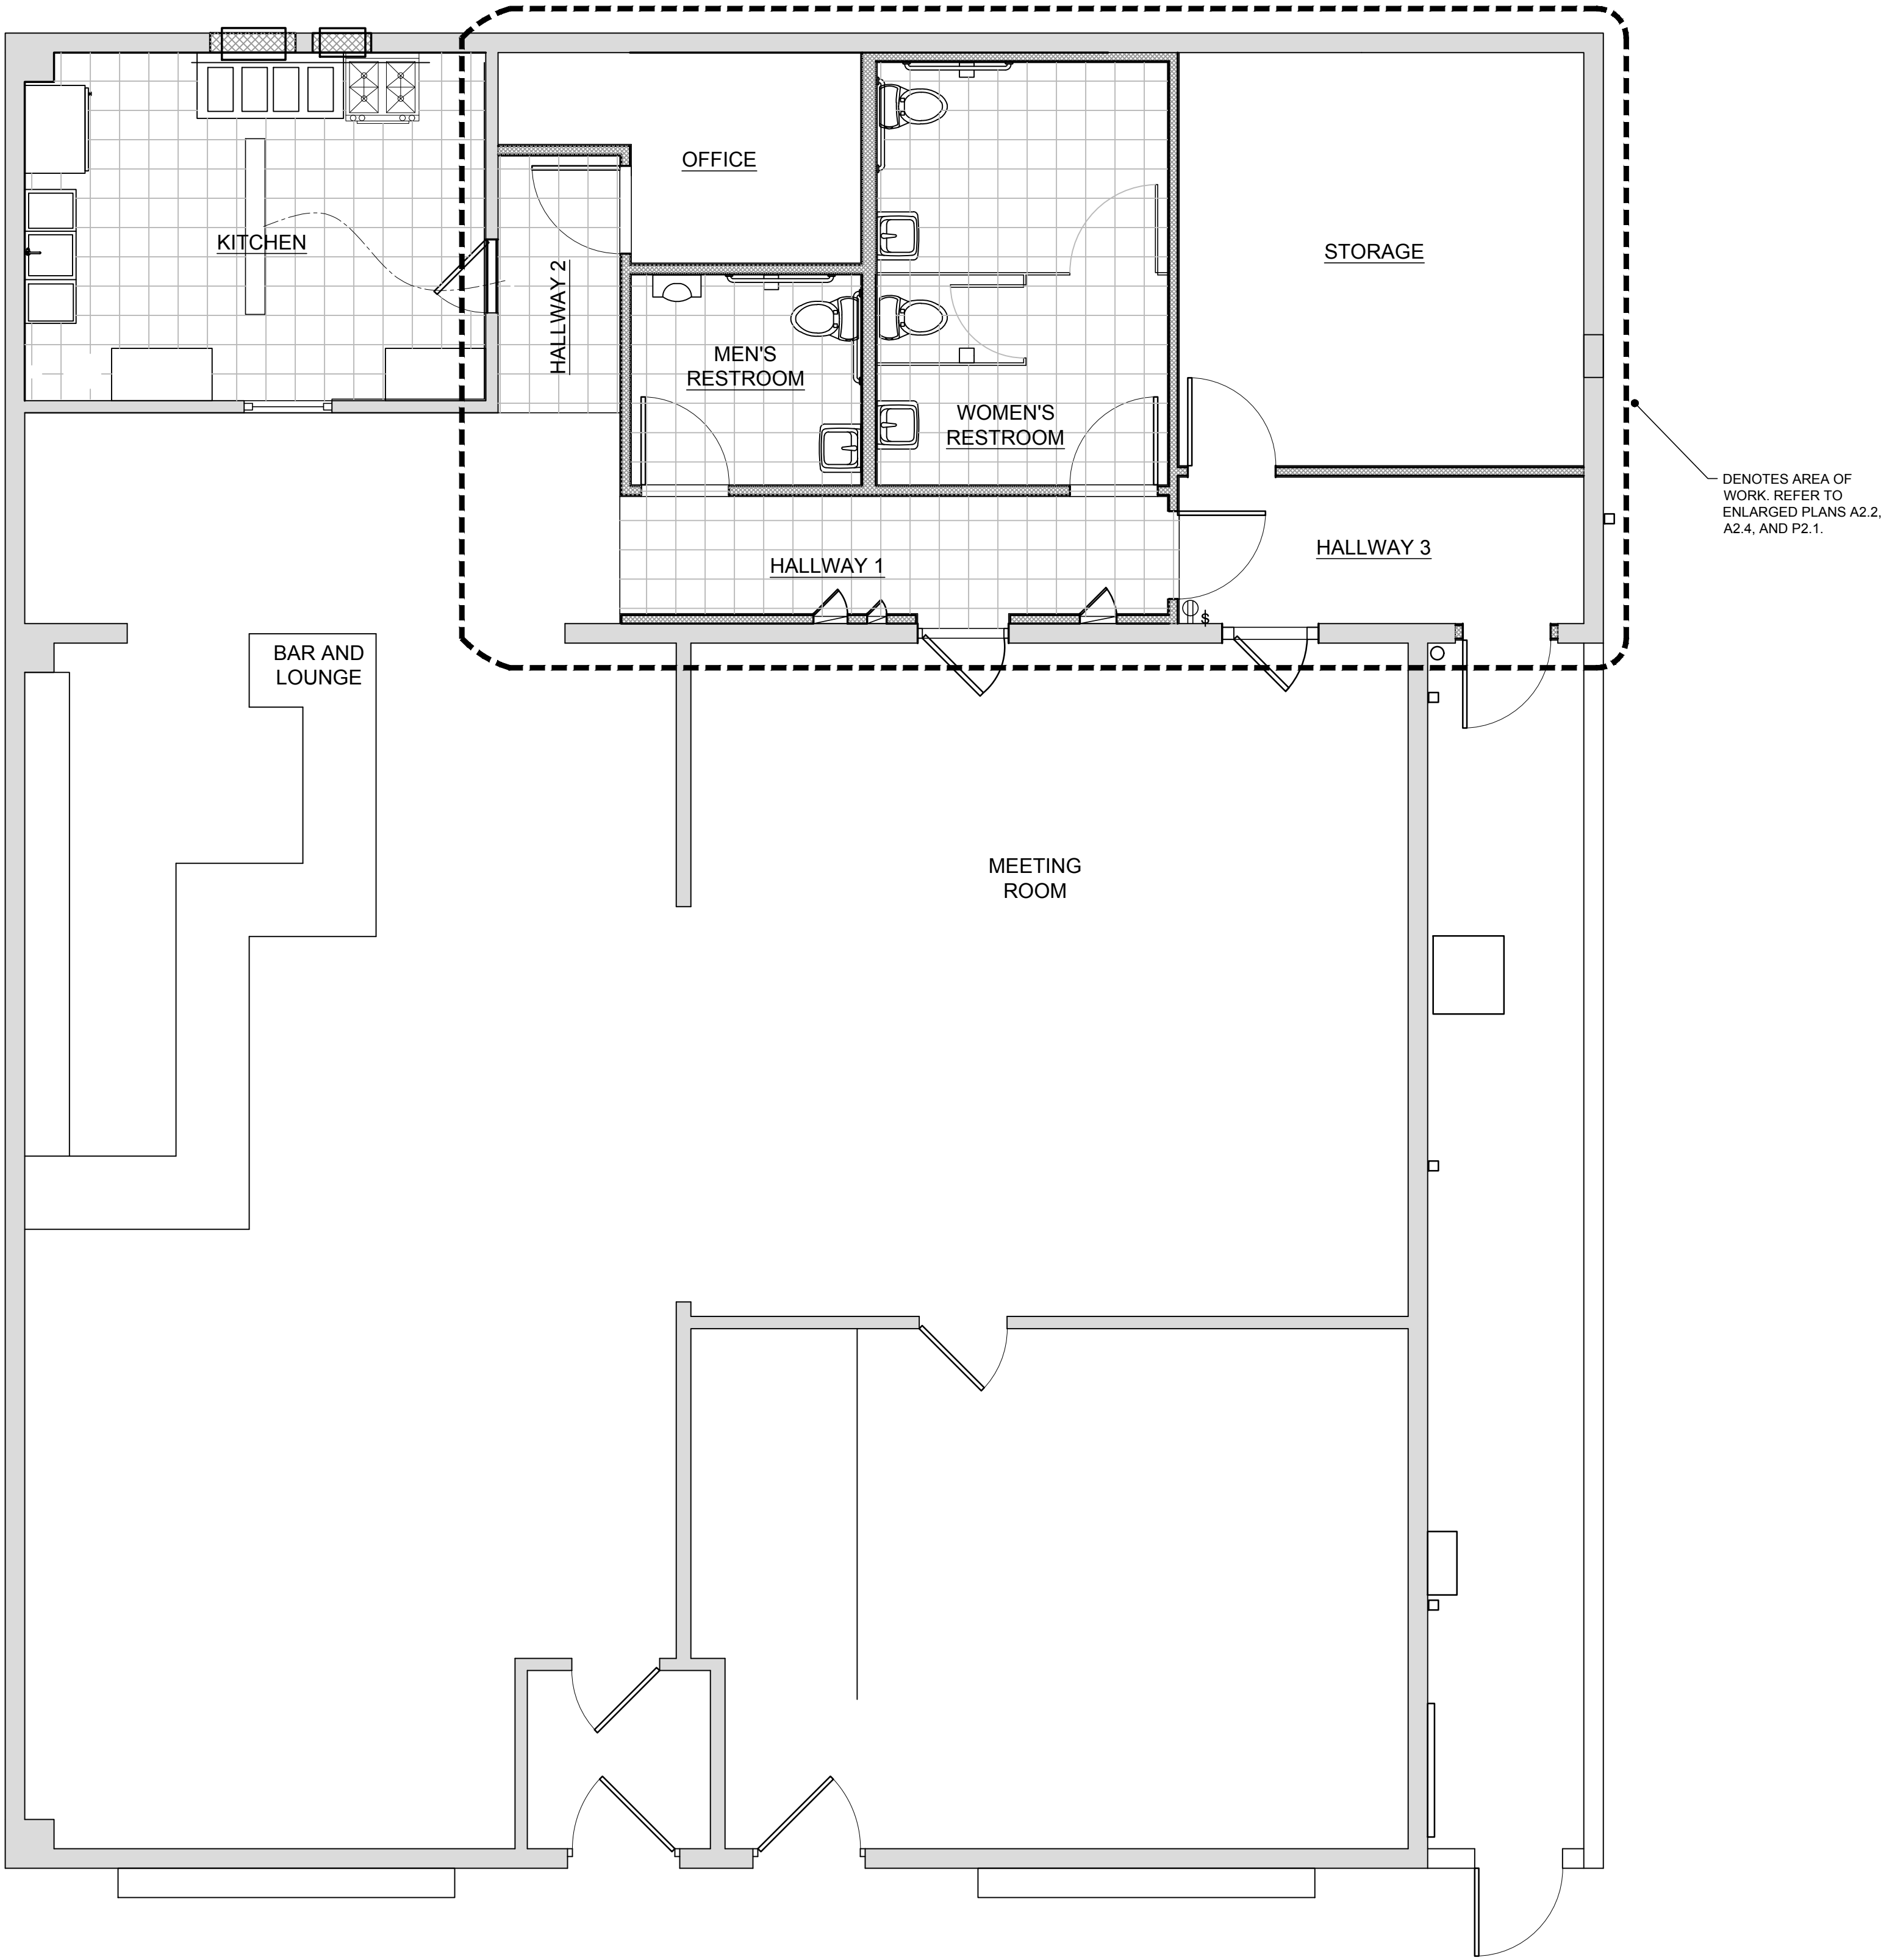 OFFICE
KITCHEN
HALLWAY 2
STORAGE
MEN'S
RESTROOM
WOMEN'S
RESTROOM
DENOTES AREA OF
WORK. REFER TO
ENLARGED PLANS A2.2,
A2.4, AND P2.1.
HALLWAY 1
HALLWAY 3
$
BAR AND
LOUNGE
MEETING
ROOM